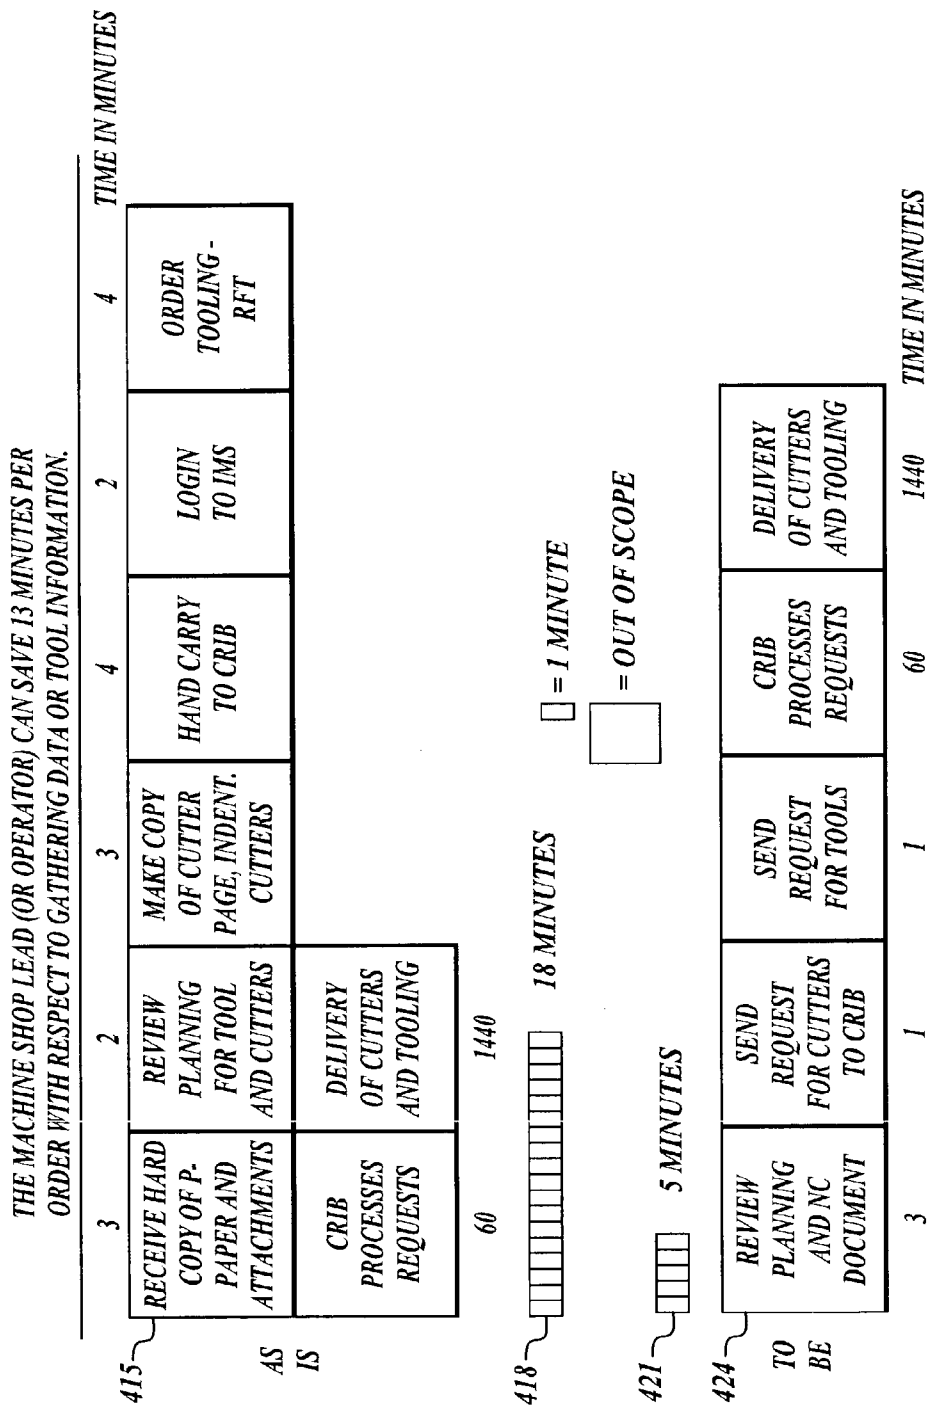 THE MACHINE SHOP LEAD (OR OPERATOR) CAN SAVE 13 MINUTES PER
ORDER WITH RESPECT TO GATHERING DATA OR TOOL INFORMATION.
3 2 3 4 2 4 TIME IN MINUTES
415
RECEIVE HARD
COPY OF P-
PAPER AND
ATTACHMENTS
REVIEW
PLANNING
FOR TOOL
AND CUTTERS
MAKE COPY
OF CUTTER
PAGE, INDENT.
CUTTERS
HAND CARRY
TO CRIB
LOGIN
TO IMS
ORDER
TOOLING -
RFT
AS
IS
CRIB
PROCESSES
REQUESTS
DELIVERY
OF CUTTERS
AND TOOLING
60 1440
418
18 MINUTES
= 1 MINUTE
= OUT OF SCOPE
421
5 MINUTES
424
TO
BE
REVIEW
PLANNING
AND NC
DOCUMENT
SEND
REQUEST
FOR CUTTERS
TO CRIB
SEND
REQUEST
FOR TOOLS
CRIB
PROCESSES
REQUESTS
DELIVERY
OF CUTTERS
AND TOOLING
3 1 1 60 1440 TIME IN MINUTES